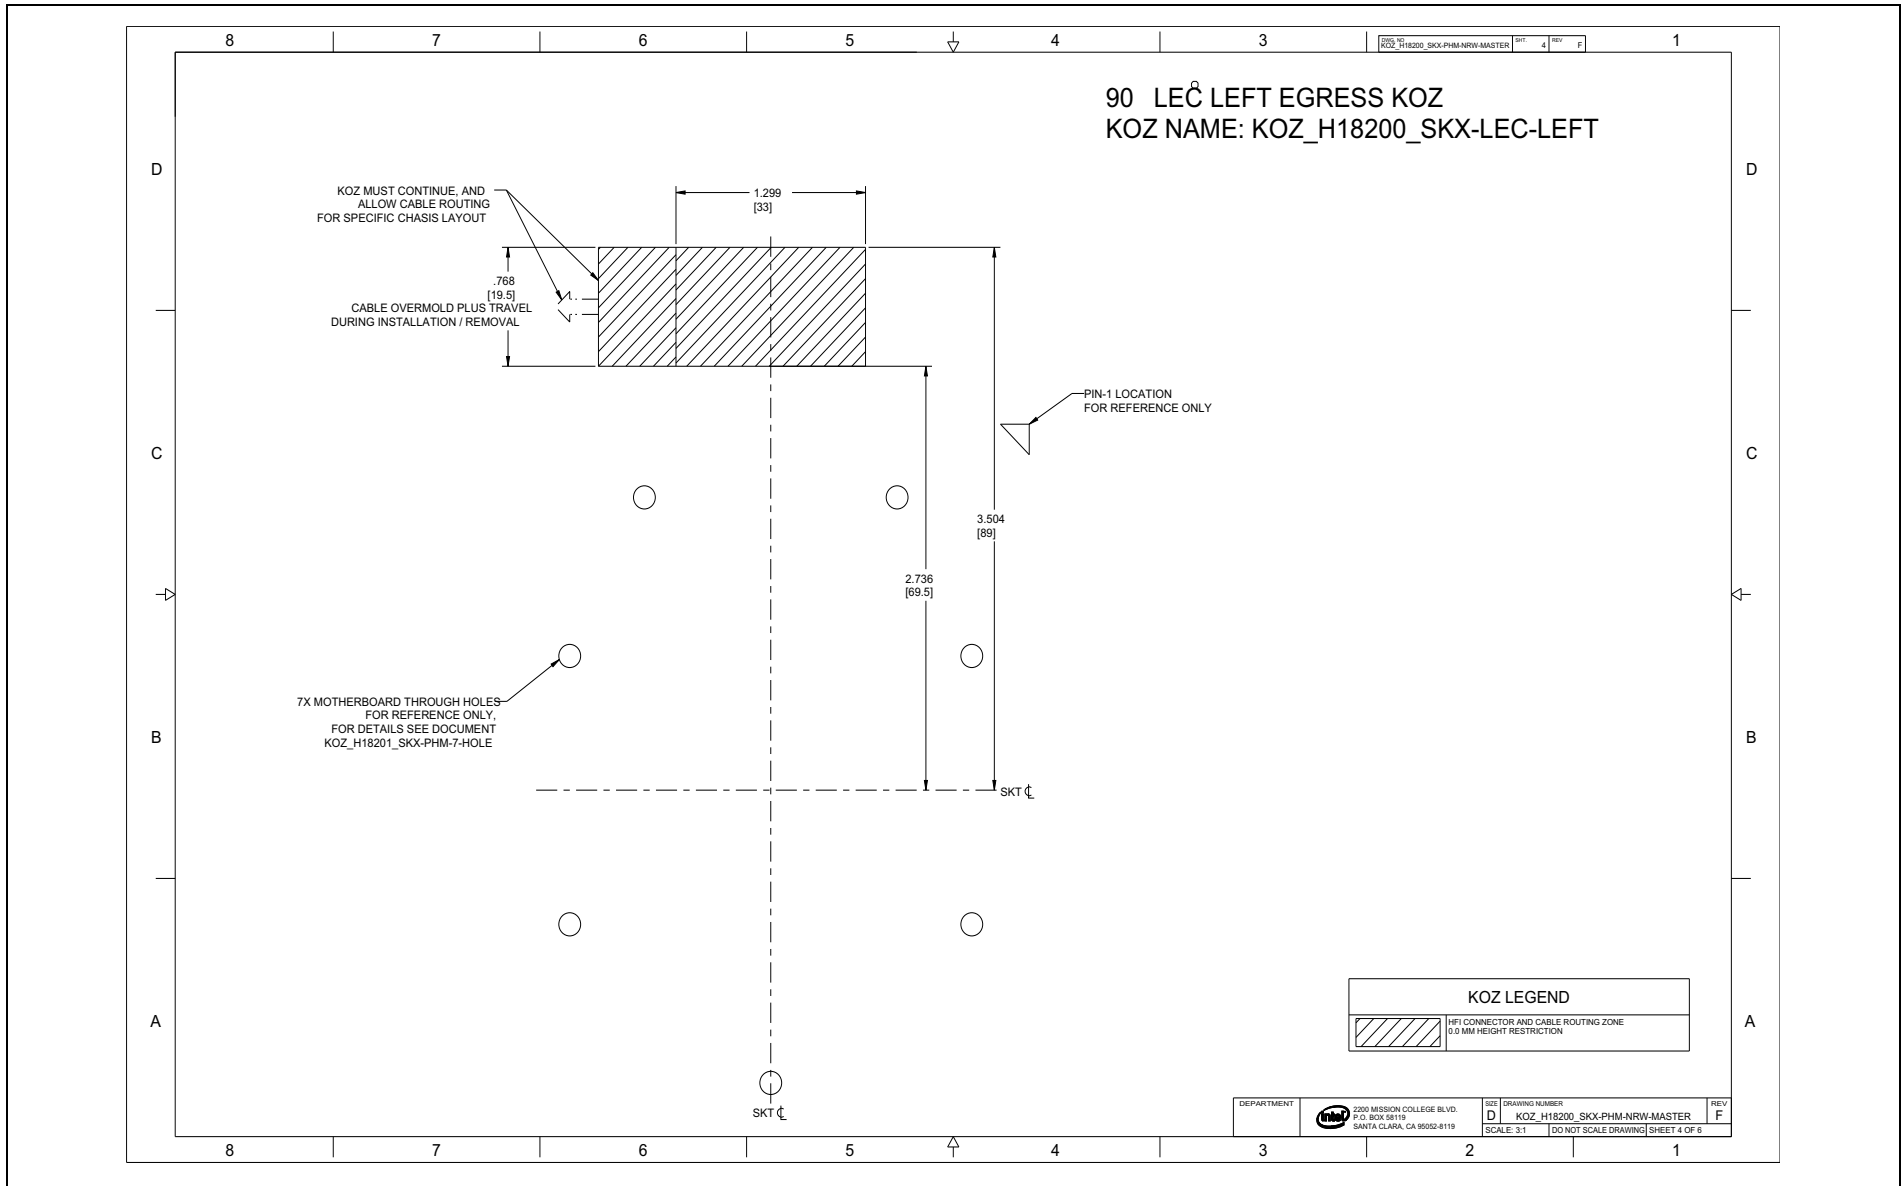 8 7 6 5 4 3 1
DWG. NO SHT. REV
KOZ_H18200_SKX-PHM-NRW-MASTER 4 F
90 LEC LEFT EGRESS KOZ
KOZ NAME: KOZ_H18200_SKX-LEC-LEFT
D D
KOZ MUST CONTINUE, AND
ALLOW CABLE ROUTING
FOR SPECIFIC CHASIS LAYOUT
1.299
[33]
.768
[19.5]
CABLE OVERMOLD PLUS TRAVEL
DURING INSTALLATION / REMOVAL
PIN-1 LOCATION
FOR REFERENCE ONLY
C C
3.504
[89]
2.736
[69.5]
7X MOTHERBOARD THROUGH HOLES
FOR REFERENCE ONLY,
FOR DETAILS SEE DOCUMENT
KOZ_H18201_SKX-PHM-7-HOLE
B B
SKT ℄
KOZ LEGEND
HFI CONNECTOR AND CABLE ROUTING ZONE
0.0 MM HEIGHT RESTRICTION
A A
SKT ℄
DEPARTMENT
intel
2200 MISSION COLLEGE BLVD.
P.O. BOX 58119
SANTA CLARA, CA 95052-8119
SIZE DRAWING NUMBER REV
D KOZ_H18200_SKX-PHM-NRW-MASTER F
SCALE: 3:1 DO NOT SCALE DRAWING SHEET 4 OF 6
8 7 6 5 4 3 2 1